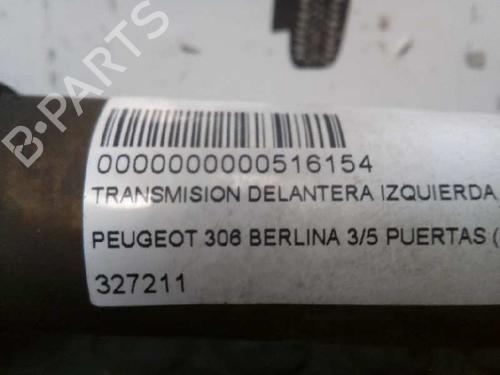 B-PARTS
0000000000516154
TRANSMISION DELANTERA IZQUIERDA
PEUGEOT 306 BERLINA 3/5 PUERTAS (
327211